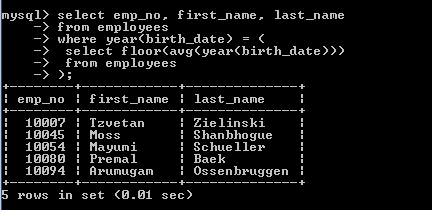 mysql> select emp_no, first_name, last_name
    -> from employees
    -> where year(birth_date) = (
    ->  select floor(avg(year(birth_date)))
    ->  from employees
    -> );
+--------+------------+--------------+
| emp_no | first_name | last_name    |
+--------+------------+--------------+
|  10007 | Tzvetan    | Zielinski    |
|  10045 | Moss       | Shanbhogue   |
|  10054 | Mayumi     | Schueller    |
|  10080 | Premal     | Baek         |
|  10094 | Arumugam   | Ossenbruggen |
+--------+------------+--------------+
5 rows in set (0.01 sec)